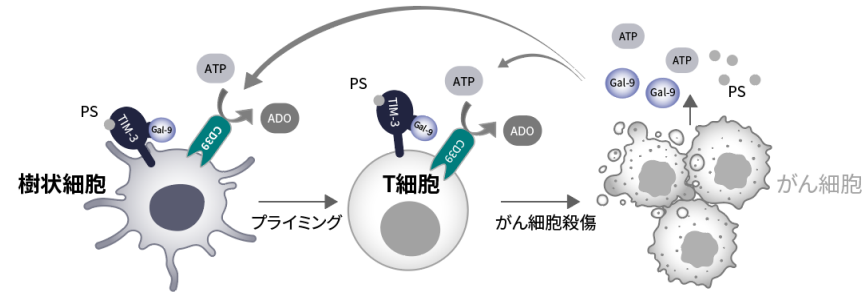 PS
TIM-3
Gal-9
ATP
ADO
CD39
樹状細胞
プライミング
PS
TIM-3
Gal-9
ATP
ADO
CD39
T細胞
がん細胞殺傷
ATP
ATP
Gal-9
Gal-9
PS
がん細胞